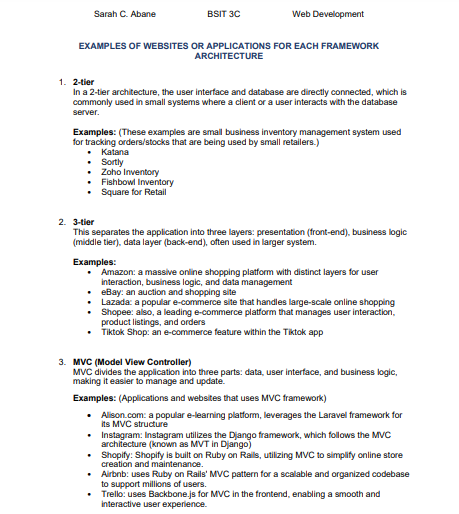 Sarah C. Abane BSIT 3C Web Development
EXAMPLES OF WEBSITES OR APPLICATIONS FOR EACH FRAMEWORK
ARCHITECTURE
1. 2-tier
In a 2-tier architecture, the user interface and database are directly connected, which is
commonly used in small systems where a client or a user interacts with the database
server.
Examples: (These examples are small business inventory management system used
for tracking orders/stocks that are being used by small retailers.)
• Katana
• Sortly
• Zoho Inventory
• Fishbowl Inventory
• Square for Retail
2. 3-tier
This separates the application into three layers: presentation (front-end), business logic
(middle tier), data layer (back-end), often used in larger system.
Examples:
• Amazon: a massive online shopping platform with distinct layers for user
interaction, business logic, and data management
• eBay: an auction and shopping site
• Lazada: a popular e-commerce site that handles large-scale online shopping
• Shopee: also, a leading e-commerce platform that manages user interaction,
product listings, and orders
• Tiktok Shop: an e-commerce feature within the Tiktok app
3. MVC (Model View Controller)
MVC divides the application into three parts: data, user interface, and business logic,
making it easier to manage and update.
Examples: (Applications and websites that uses MVC framework)
• Alison.com: a popular e-learning platform, leverages the Laravel framework for
its MVC structure
• Instagram: Instagram utilizes the Django framework, which follows the MVC
architecture (known as MVT in Django)
• Shopify: Shopify is built on Ruby on Rails, utilizing MVC to simplify online store
creation and maintenance.
• Airbnb: uses Ruby on Rails' MVC pattern for a scalable and organized codebase
to support millions of users.
• Trello: uses Backbone.js for MVC in the frontend, enabling a smooth and
interactive user experience.